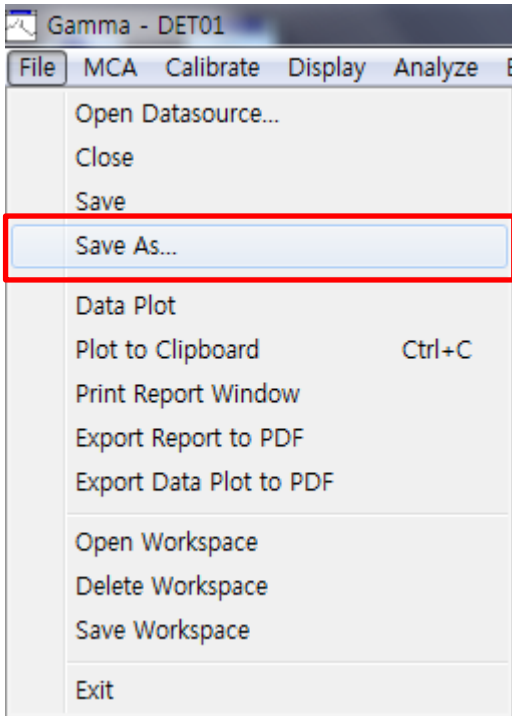 Gamma - DET01
File MCA Calibrate Display Analyze
Open Datasource...
Close
Save
Save As...
Data Plot
Plot to Clipboard Ctrl+C
Print Report Window
Export Report to PDF
Export Data Plot to PDF
Open Workspace
Delete Workspace
Save Workspace
Exit